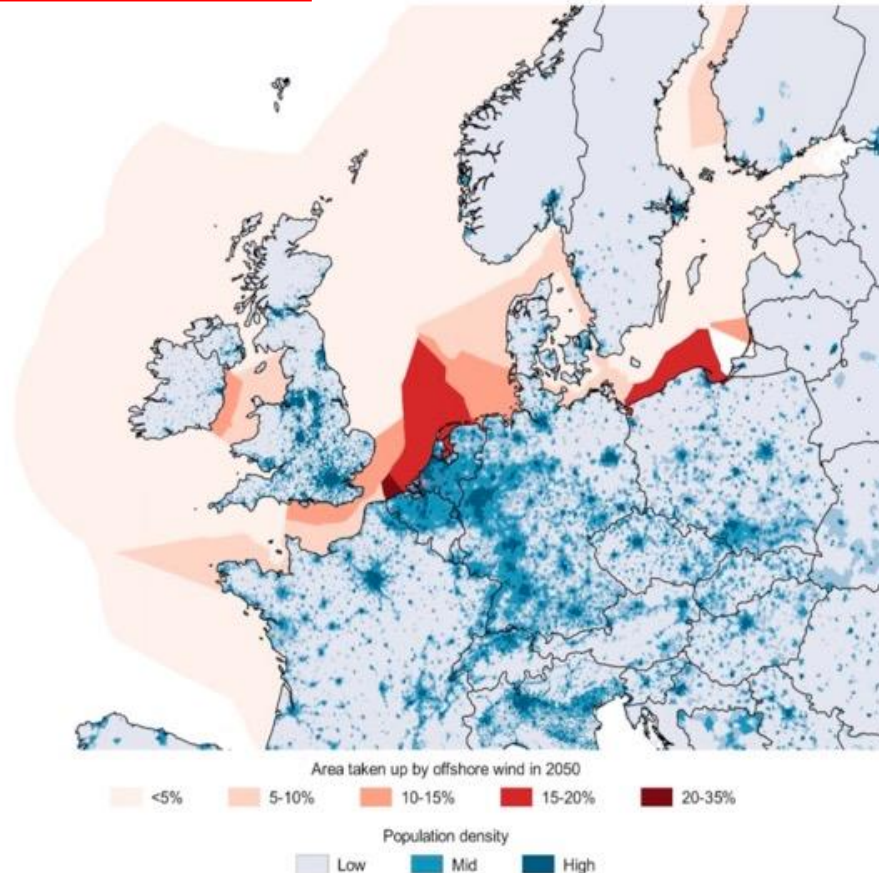 Area taken up by offshore wind in 2050
<5% 5-10% 10-15% 15-20% 20-35%
Population density
Low Mid High